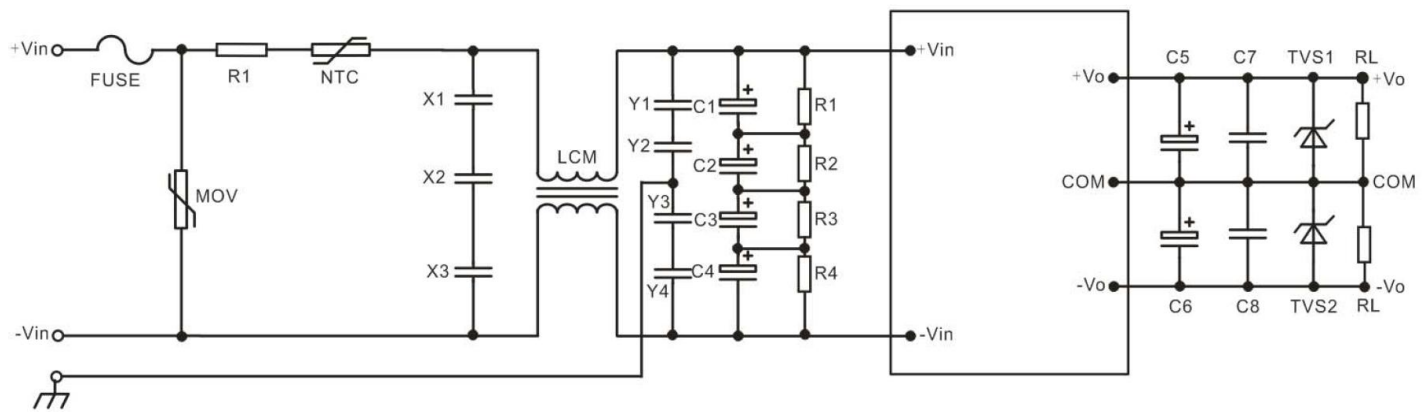 +Vin
FUSE
R1
NTC
MOV
X1
X2
X3
LCM
Y1
Y2
Y3
Y4
C1
C2
C3
C4
R1
R2
R3
R4
+Vin
-Vin
+Vo
COM
-Vo
C5
C7
TVS1
RL
+Vo
COM
-Vo
C6
C8
TVS2
RL
-Vin